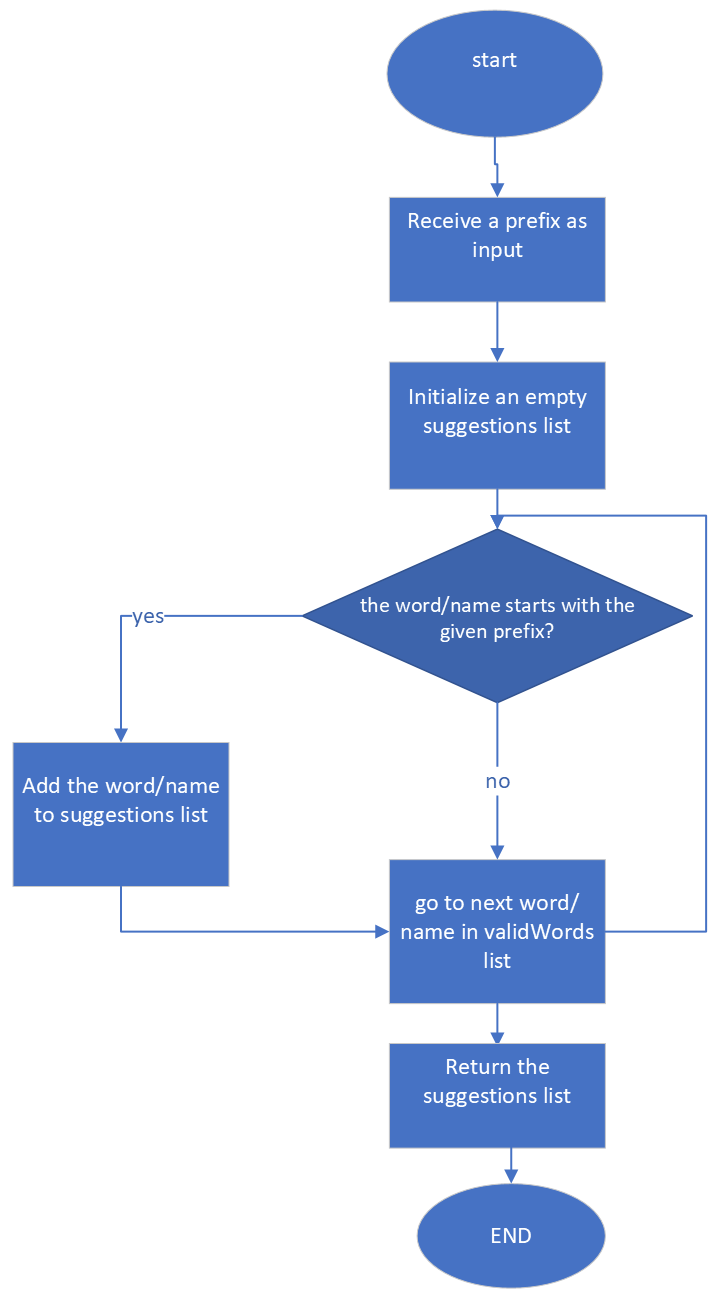 start
Receive a prefix as
input
Initialize an empty
suggestions list
the word/name starts with the
given prefix?
yes
Add the word/name
to suggestions list
no
go to next word/
name in validWords
list
Return the
suggestions list
END